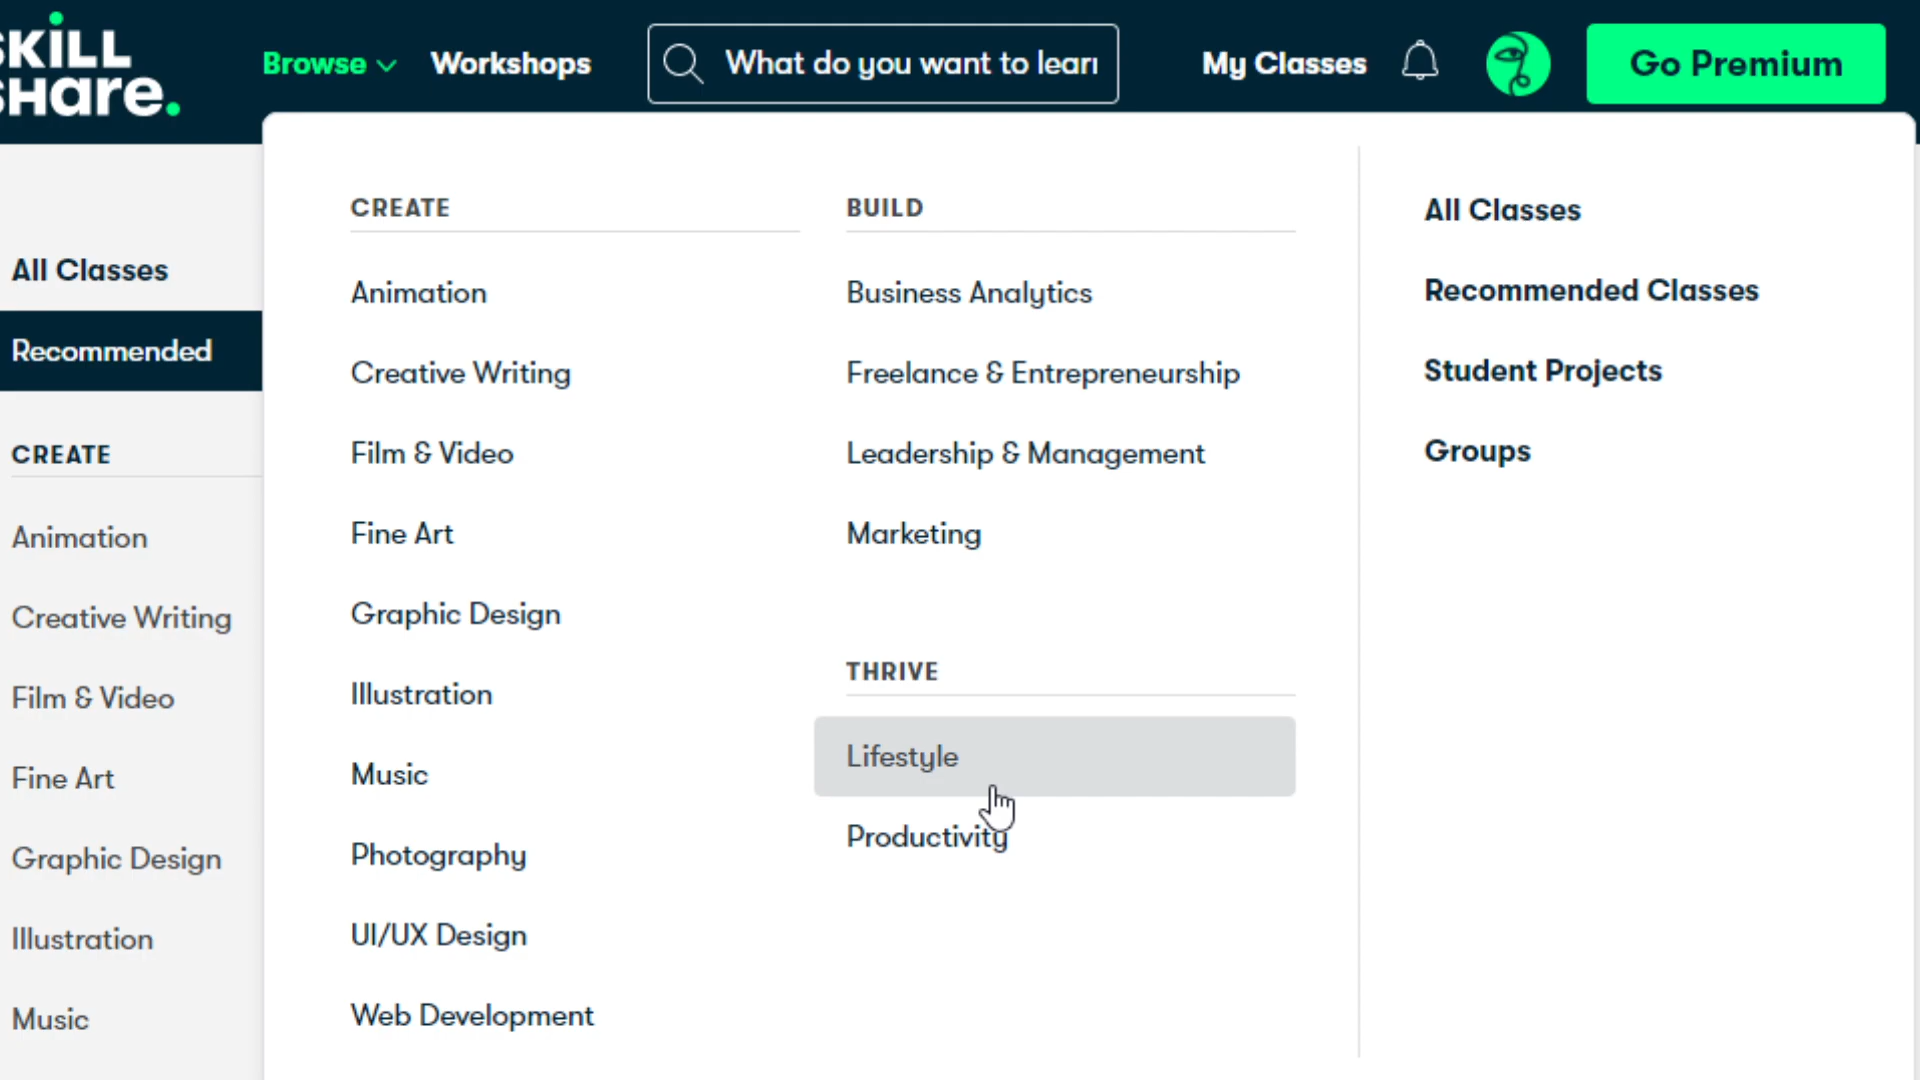 SKILL
SHare.
Browse
Workshops
What do you want to learn
My Classes
Go Premium
All Classes
Recommended
CREATE
Animation
Creative Writing
Film & Video
Fine Art
Graphic Design
Illustration
Music
CREATE
Animation
Creative Writing
Film & Video
Fine Art
Graphic Design
Illustration
Music
Photography
UI/UX Design
Web Development
BUILD
Business Analytics
Freelance & Entrepreneurship
Leadership & Management
Marketing
THRIVE
Lifestyle
Productivity
All Classes
Recommended Classes
Student Projects
Groups